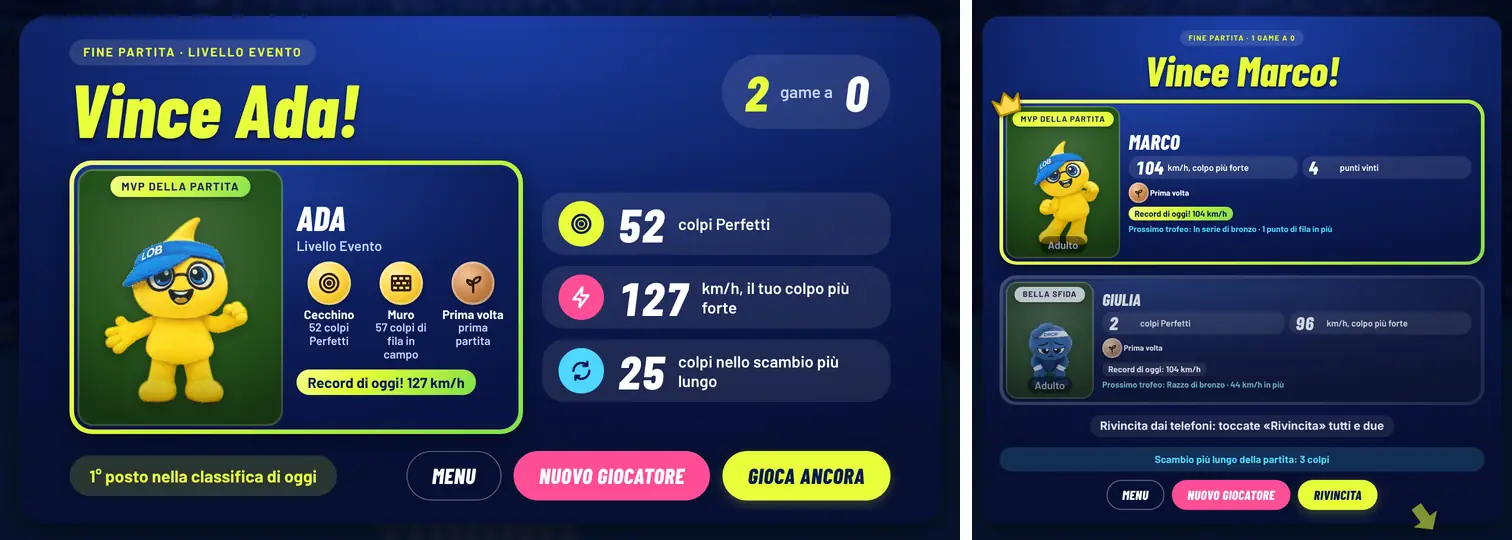 FINE PARTITA · LIVELLO EVENTO
Vince Ada!
2 game a 0
MVP DELLA PARTITA
LOB
ADA
Livello Evento
Cecchino
52 colpi
Perfetti
Muro
57 colpi di
fila in
campo
Prima volta
prima
partita
Record di oggi! 127 km/h
52 colpi Perfetti
127 km/h, il tuo colpo più
forte
25 colpi nello scambio più
lungo
1° posto nella classifica di oggi
MENU
NUOVO GIOCATORE
GIOCA ANCORA
FINE PARTITA · 1 GAME A 0
Vince Marco!
MVP DELLA PARTITA
LOB
Adulto
MARCO
104 km/h, colpo più forte
4 punti vinti
Prima volta
Record di oggi! 104 km/h
Prossimo trofeo: In serie di bronzo · 1 punto di fila in più
BELLA SFIDA
DROP
Adulto
GIULIA
2 colpi Perfetti
96 km/h, colpo più forte
Prima volta
Record di oggi: 104 km/h
Prossimo trofeo: Razzo di bronzo · 44 km/h in più
Rivincita dai telefoni: toccate «Rivincita» tutti e due
Scambio più lungo della partita: 3 colpi
MENU
NUOVO GIOCATORE
RIVINCITA